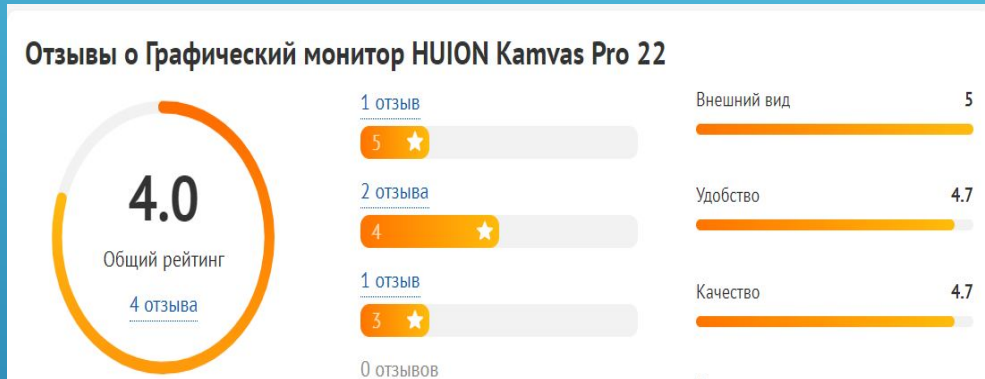 Отзывы о Графический монитор HUION Kamvas Pro 22
4.0
Общий рейтинг
4 отзыва
1 отзыв
5
2 отзыва
4
1 отзыв
3
0 отзывов
Внешний вид 5
Удобство 4.7
Качество 4.7